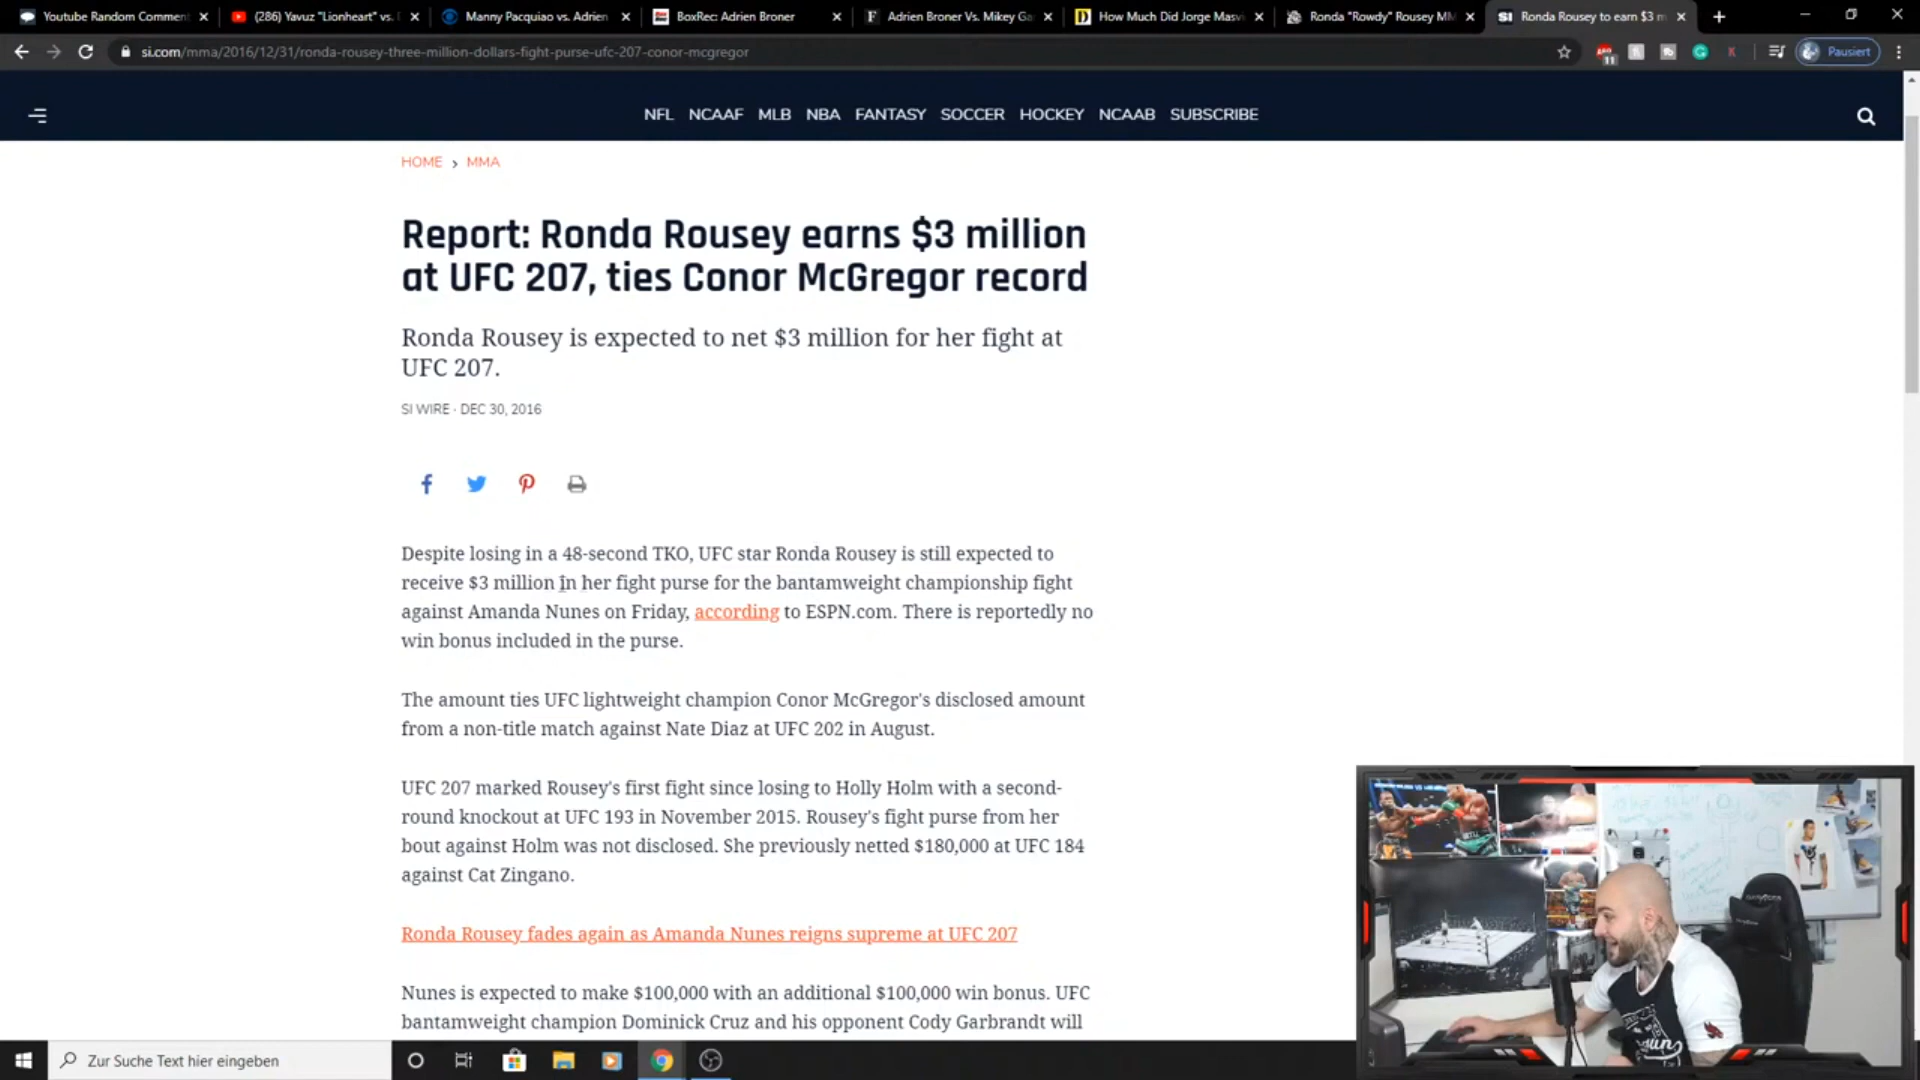 Youtube Random Comment
(286) Yavuz "Lionheart" vs.
Manny Pacquiao vs. Adrien
BoxRec: Adrien Broner
Adrien Broner Vs. Mikey Ga
How Much Did Jorge Masvi
Ronda "Rowdy" Rousey MM
SI
Ronda Rousey to earn $3 m
si.com/mma/2016/12/31/ronda-rousey-three-million-dollars-fight-purse-ufc-207-conor-mcgregor
11
Pausiert
NFL NCAAF MLB NBA FANTASY SOCCER HOCKEY NCAAB SUBSCRIBE
HOME > MMA
Report: Ronda Rousey earns $3 million
at UFC 207, ties Conor McGregor record
Ronda Rousey is expected to net $3 million for her fight at
UFC 207.
SI WIRE · DEC 30, 2016
Despite losing in a 48-second TKO, UFC star Ronda Rousey is still expected to
receive $3 million in her fight purse for the bantamweight championship fight
against Amanda Nunes on Friday, according to ESPN.com. There is reportedly no
win bonus included in the purse.
The amount ties UFC lightweight champion Conor McGregor's disclosed amount
from a non-title match against Nate Diaz at UFC 202 in August.
UFC 207 marked Rousey's first fight since losing to Holly Holm with a second-
round knockout at UFC 193 in November 2015. Rousey's fight purse from her
bout against Holm was not disclosed. She previously netted $180,000 at UFC 184
against Cat Zingano.
Ronda Rousey fades again as Amanda Nunes reigns supreme at UFC 207
Nunes is expected to make $100,000 with an additional $100,000 win bonus. UFC
bantamweight champion Dominick Cruz and his opponent Cody Garbrandt will
Zur Suche Text hier eingeben